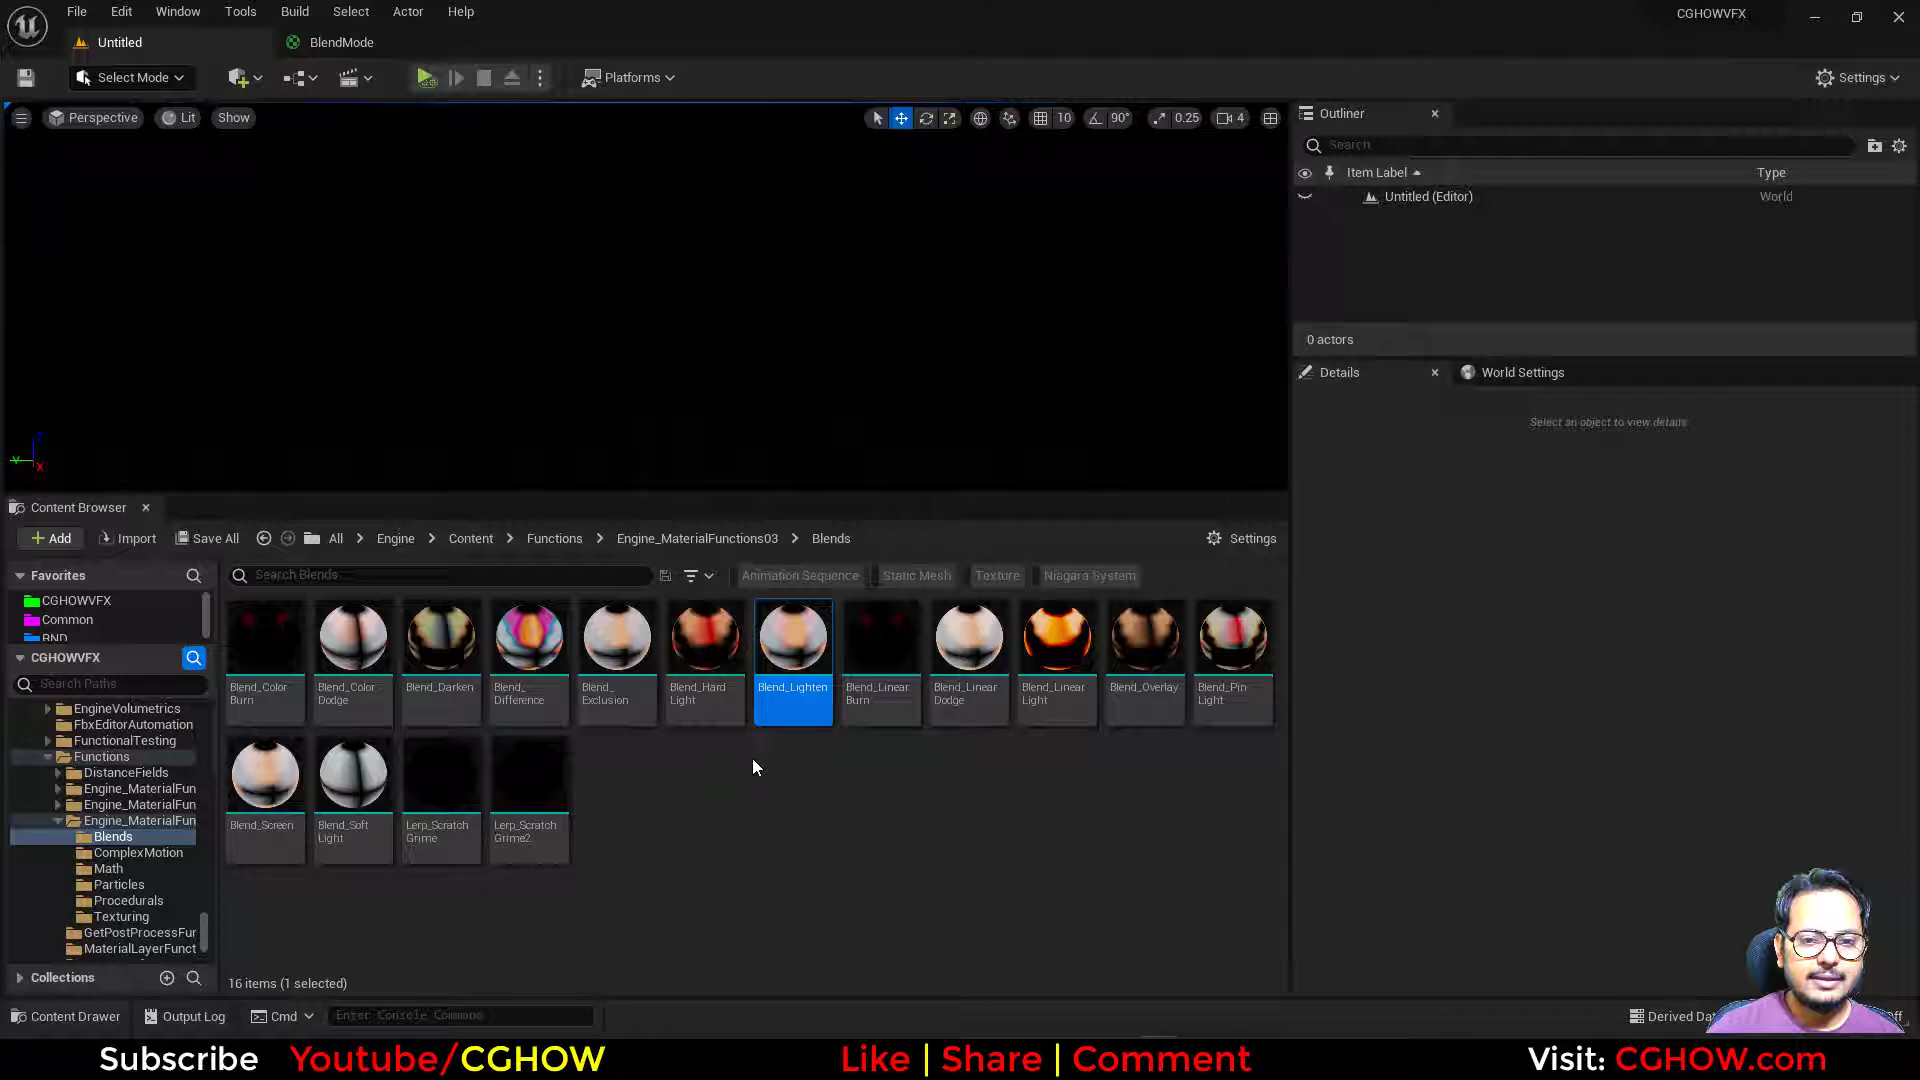 File Edit Window Tools Build Select Actor Help
CGHOWVFX
Untitled
BlendMode
Select Mode
Platforms
Settings
Perspective
Lit
Show
10
90°
0.25
4
Outliner
Search
Item Label
Type
Untitled (Editor)
World
0 actors
Details
World Settings
Select an object to view details
Z
Y
X
Content Browser
Add
Import
Save All
All > Engine > Content > Functions > Engine_MaterialFunctions03 > Blends
Settings
Favorites
CGHOWVFX
Common
BND
CGHOWVFX
Search Paths
EngineVolumetrics
FbxEditorAutomation
FunctionalTesting
Functions
DistanceFields
Engine_MaterialFun
Engine_MaterialFun
Engine_MaterialFun
Blends
ComplexMotion
Math
Particles
Procedurals
Texturing
GetPostProcessFur
MaterialLayerFunct
Collections
Search Blends
Animation Sequence
Static Mesh
Texture
Niagara System
Blend_Color
Burn
Blend_Color
Dodge
Blend_Darken
Blend_
Difference
Blend_
Exclusion
Blend_Hard
Light
Blend_Lighten
Blend_Linear
Burn
Blend_Linear
Dodge
Blend_Linear
Light
Blend_Overlay
Blend_Pin
Light
Blend_Screen
Blend_Soft
Light
Lerp_Scratch
Grime
Lerp_Scratch
Grime2
16 items (1 selected)
Content Drawer
Output Log
Cmd
Enter Console Command
Derived Dat
ff
Subscribe Youtube/CGHOW
Like | Share | Comment
Visit: CGHOW.com